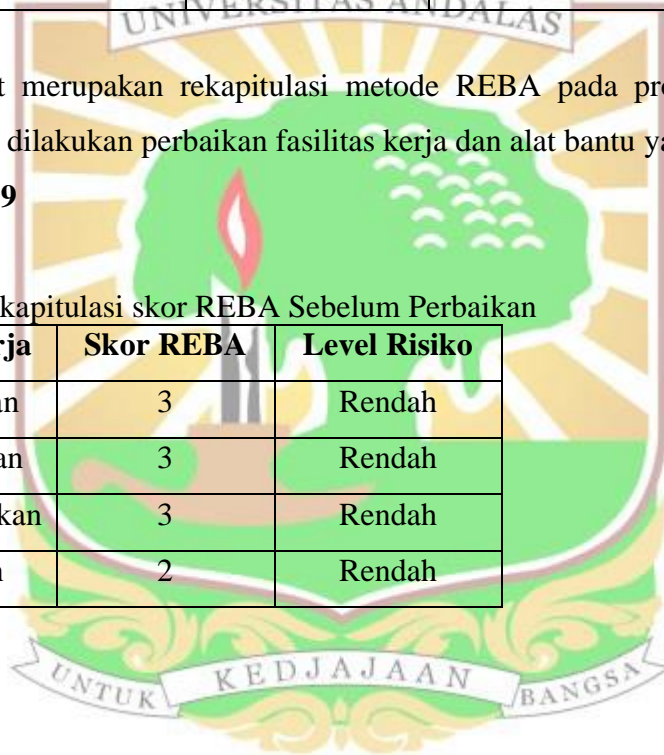 UNIVERSITAS ANDALAS
t merupakan rekapitulasi metode REBA pada pro
dilakukan perbaikan fasilitas kerja dan alat bantu ya
9
kapitulasi skor REBA Sebelum Perbaikan
rja Skor REBA Level Risiko
an 3 Rendah
an 3 Rendah
kan 3 Rendah
n 2 Rendah
UNTUK KEDJAJAAN BANGSA